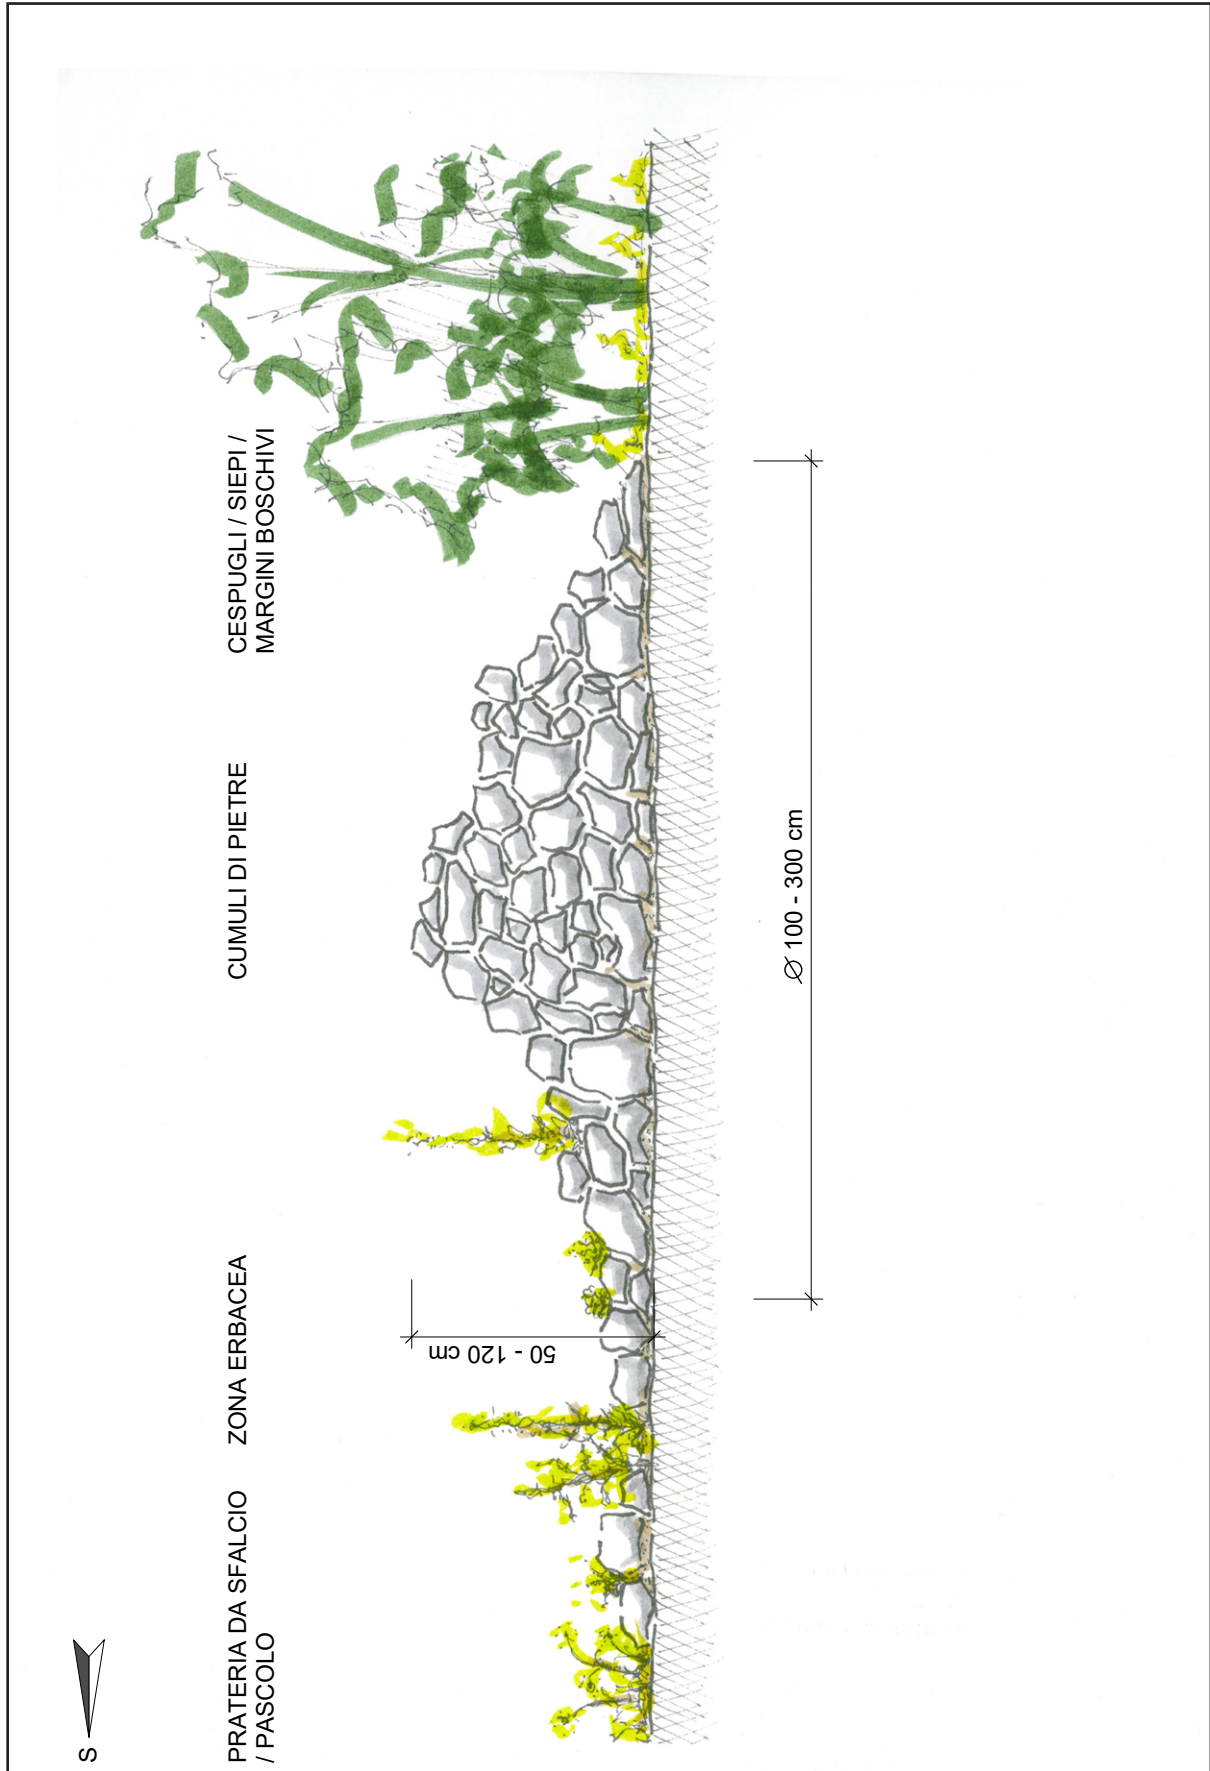 S
PRATERIA DA SFALCIO
/ PASCOLO
ZONA ERBACEA
CUMULI DI PIETRE
CESPUGLI / SIEPI /
MARGINI BOSCHIVI
50 - 120 cm
Ø 100 - 300 cm